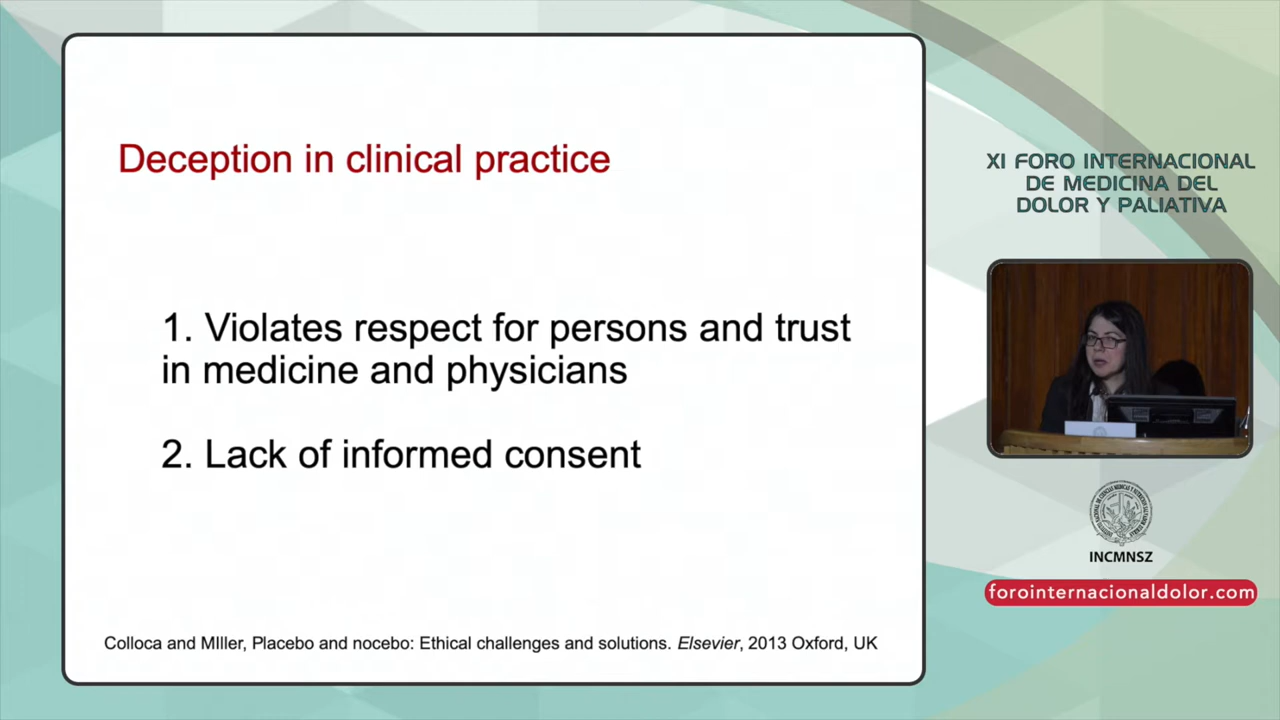 Deception in clinical practice
1. Violates respect for persons and trust
in medicine and physicians
2. Lack of informed consent
Colloca and MIller, Placebo and nocebo: Ethical challenges and solutions. Elsevier, 2013 Oxford, UK
XI FORO INTERNACIONAL
DE MEDICINA DEL
DOLOR Y PALIATIVA
INCMNSZ
forointernacionaldolor.com